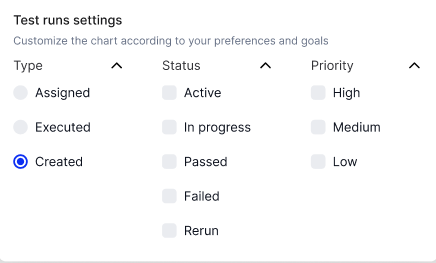 Test runs settings
Customize the chart according to your preferences and goals
Type
Assigned
Executed
Created
Status
Active
In progress
Passed
Failed
Rerun
Priority
High
Medium
Low